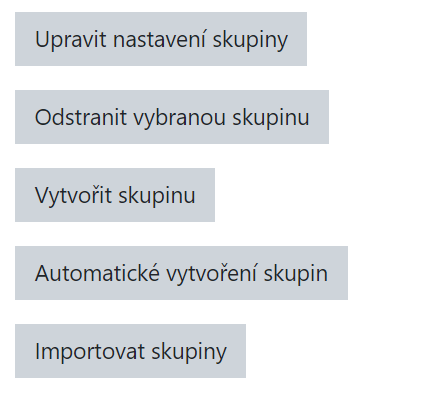 Upravit nastavení skupiny
Odstranit vybranou skupinu
Vytvořit skupinu
Automatické vytvoření skupin
Importovat skupiny